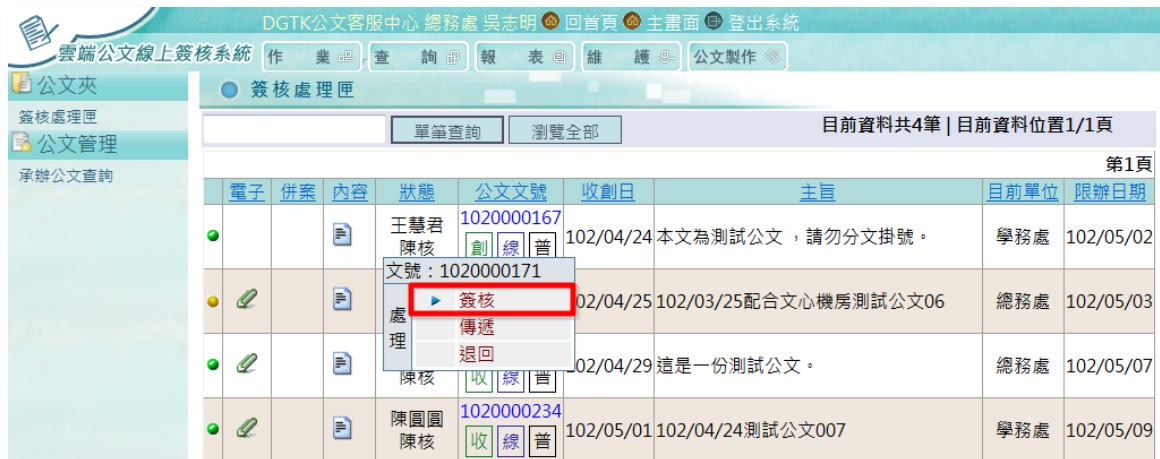 DGTK公文客服中心 總務處 吳志明 回首頁 主畫面 登出系統
雲端公文線上簽核系統 作 業 查 詢 報 表 維 護 公文製作
公文夾
簽核處理匣
公文管理
承辦公文查詢
簽核處理匣
單筆查詢 瀏覽全部 目前資料共4筆 | 目前資料位置1/1頁
第1頁
電子 併案 內容 狀態 公文文號 收創日 主旨 目前單位 限辦日期
王慧君 陳核 1020000167 創 線 普 102/04/24 本文為測試公文 ，請勿分文掛號。 學務處 102/05/02
文號：1020000171
處理
簽核
傳遞
退回
02/04/25 102/03/25配合文心機房測試公文06 總務處 102/05/03
陳核 收 線 普 02/04/29 這是一份測試公文。 總務處 102/05/07
陳圓圓 陳核 1020000234 收 線 普 102/05/01 102/04/24測試公文007 學務處 102/05/09